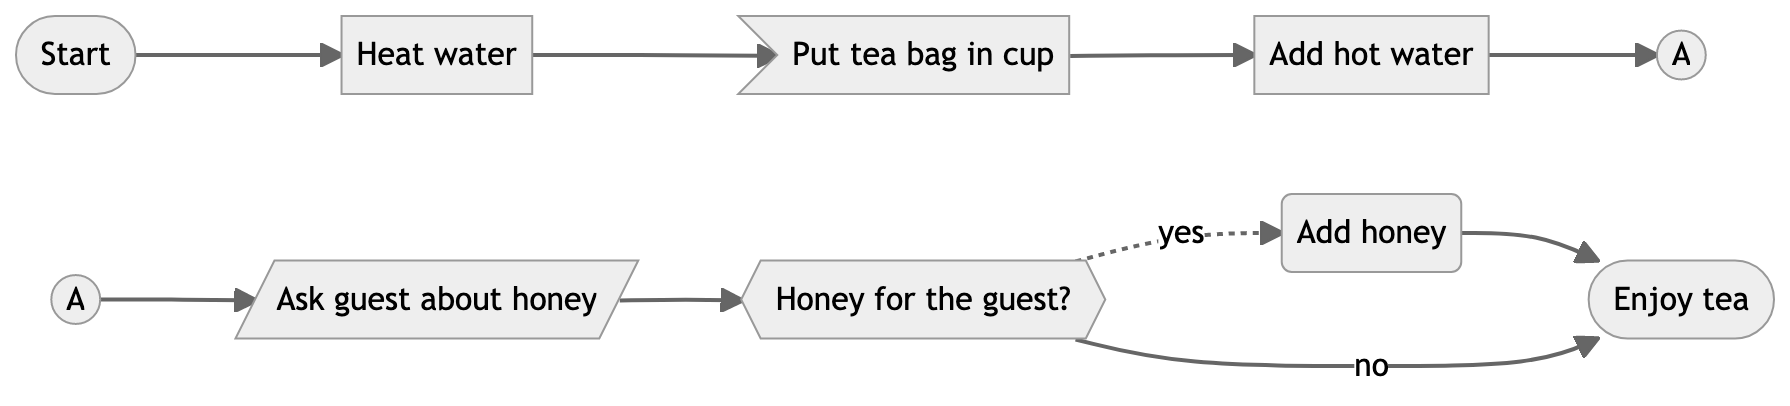 Start
Heat water
Put tea bag in cup
Add hot water
A
A
Ask guest about honey
Honey for the guest?
yes
Add honey
no
Enjoy tea